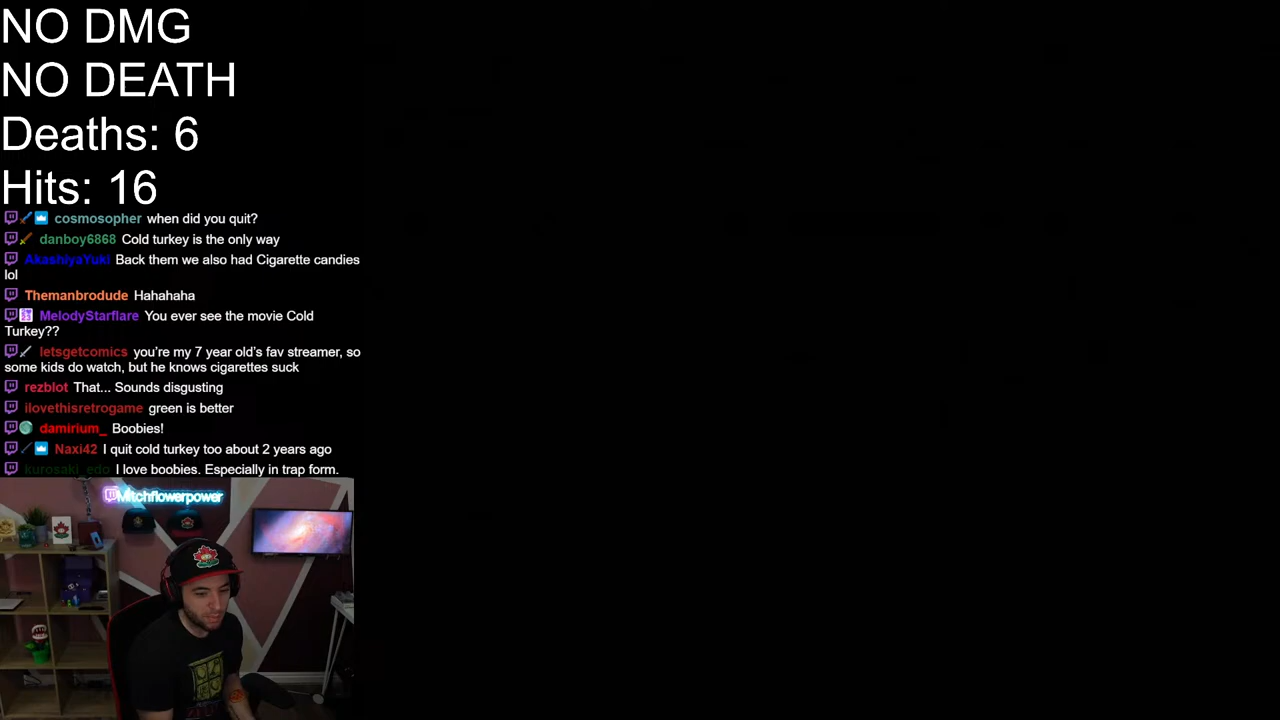 NO DMG
NO DEATH
Deaths: 6
Hits: 16
cosmosopher when did you quit?
danboy6868 Cold turkey is the only way
AkashiyaYuki Back them we also had Cigarette candies
lol
Themanbrodude Hahahaha
MelodyStarflare You ever see the movie Cold
Turkey??
letsgetcomics you’re my 7 year old’s fav streamer, so
some kids do watch, but he knows cigarettes suck
rezblot That... Sounds disgusting
ilovethisretrogame green is better
damirium_ Boobies!
Naxi42 I quit cold turkey too about 2 years ago
kurosaki_edo I love boobies. Especially in trap form.
Mitchflowerpower